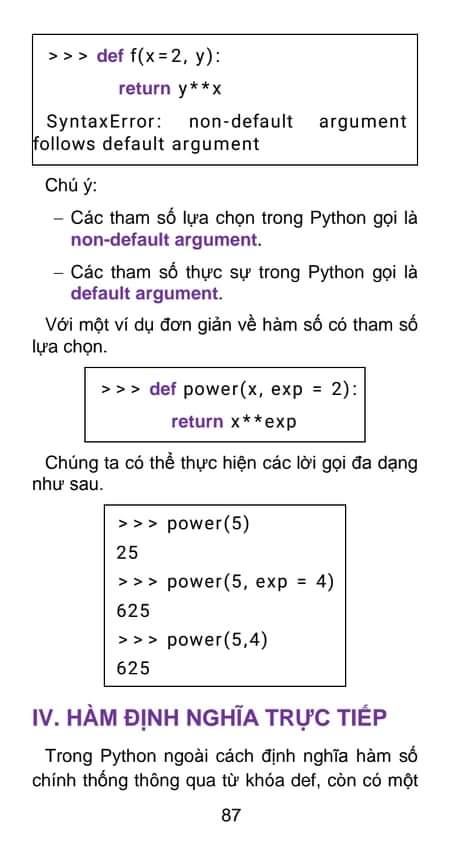 >>> def f(x=2, y):
return y**x
SyntaxError: non-default argument
follows default argument
Chú ý:
– Các tham số lựa chọn trong Python gọi là
non-default argument.
– Các tham số thực sự trong Python gọi là
default argument.
Với một ví dụ đơn giản về hàm số có tham số
lựa chọn.
>>> def power(x, exp = 2):
return x**exp
Chúng ta có thể thực hiện các lời gọi đa dạng
như sau.
>>> power(5)
25
>>> power(5, exp = 4)
625
>>> power(5,4)
625
IV. HÀM ĐỊNH NGHĨA TRỰC TIẾP
Trong Python ngoài cách định nghĩa hàm số
chính thống thông qua từ khóa def, còn có một
87